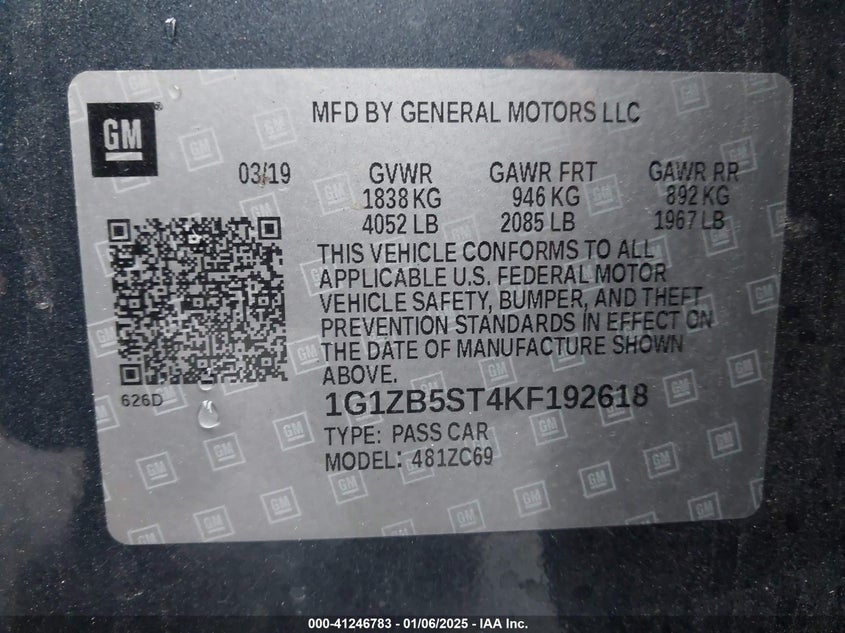 GM
MFD BY GENERAL MOTORS LLC
03/19 GVWR GAWR FRT GAWR RR
1838 KG 946 KG 892 KG
4052 LB 2085 LB 1967 LB
THIS VEHICLE CONFORMS TO ALL
APPLICABLE U.S. FEDERAL MOTOR
VEHICLE SAFETY, BUMPER, AND THEFT
PREVENTION STANDARDS IN EFFECT ON
THE DATE OF MANUFACTURE SHOWN
ABOVE.
626D
1G1ZB5ST4KF192618
TYPE: PASS CAR
MODEL: 481ZC69
000-41246783 - 01/06/2025 - IAA Inc.